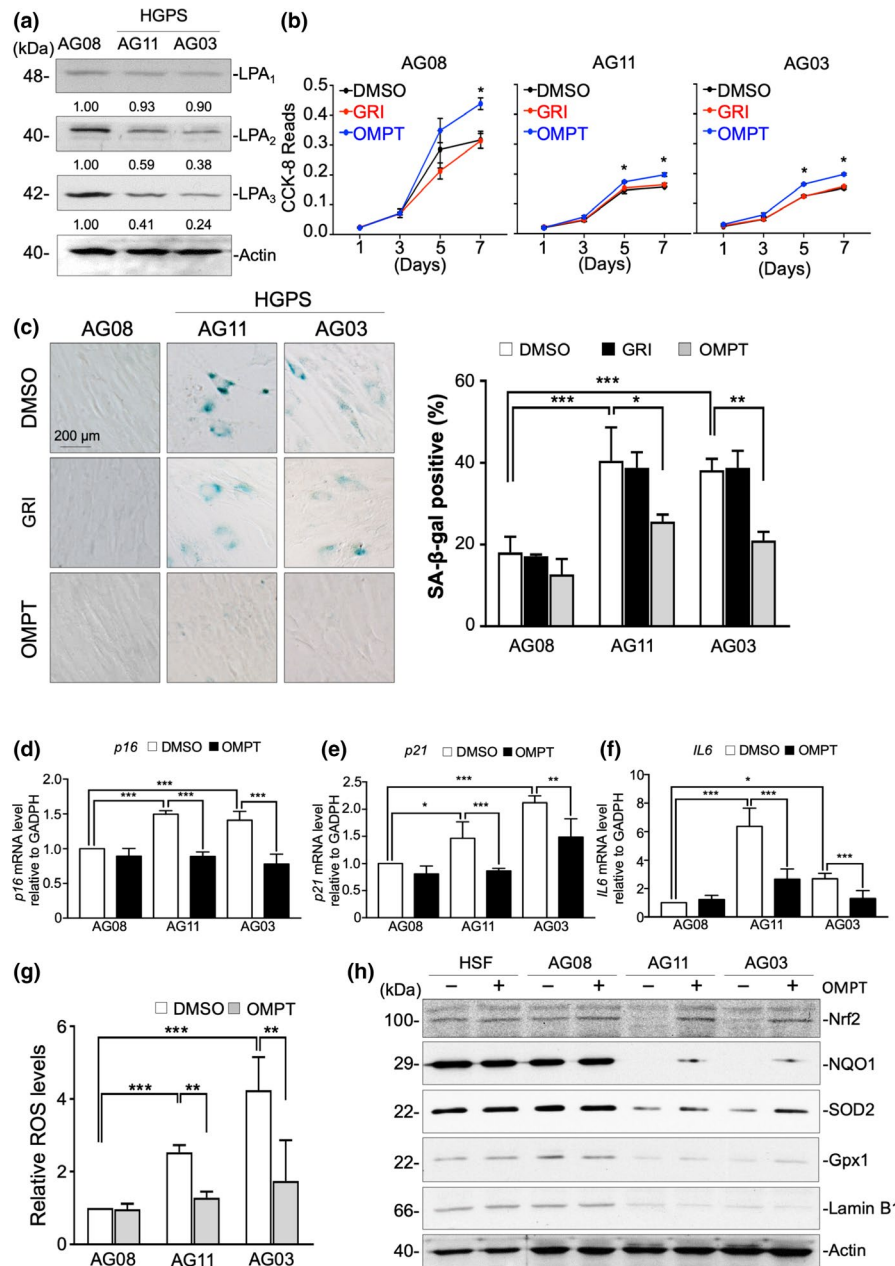 (a)
HGPS
(kDa) AG08 AG11 AG03
48- -LPA1
1.00 0.93 0.90
40- -LPA2
1.00 0.59 0.38
42- -LPA3
1.00 0.41 0.24
40- -Actin
(b)
AG08 AG11 AG03
CCK-8 Reads
0.5
0.4
0.3
0.2
0.1
0.0
DMSO
GRI
OMPT
*
1 3 5 7
(Days)
DMSO
GRI
OMPT
* *
1 3 5 7
(Days)
DMSO
GRI
OMPT
* *
1 3 5 7
(Days)
(c)
HGPS
AG08 AG11 AG03
DMSO
200 μm
GRI
OMPT
DMSO GRI OMPT
SA-β-gal positive (%)
60
40
20
0
***
*** * **
AG08 AG11 AG03
(d)
p16 DMSO OMPT
p16 mRNA level
relative to GADPH
2.0
1.5
1.0
0.5
0.0
***
*** *** ***
AG08 AG11 AG03
(e)
p21 DMSO OMPT
p21 mRNA level
relative to GADPH
2.5
2.0
1.5
1.0
0.5
0.0
*** **
* ***
AG08 AG11 AG03
(f)
IL6 DMSO OMPT
IL6 mRNA level
relative to GADPH
10
8
6
4
2
0
*
*** ***
***
AG08 AG11 AG03
(g)
DMSO OMPT
Relative ROS levels
6
4
2
0
*** **
*** **
AG08 AG11 AG03
(h)
HSF AG08 AG11 AG03
(kDa) − + − + − + − + OMPT
100- -Nrf2
29- -NQO1
22- -SOD2
22- -Gpx1
66- -Lamin B1
40- -Actin